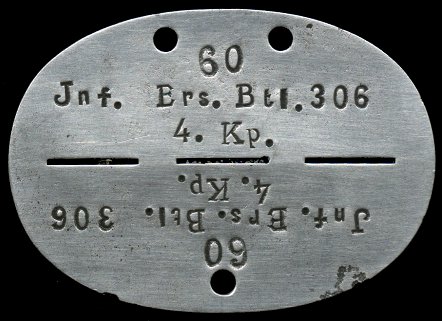 60
Jnf. Ers. Btl. 306
4. Kp.
4. Kp.
Jnf. Ers. Btl. 306
60